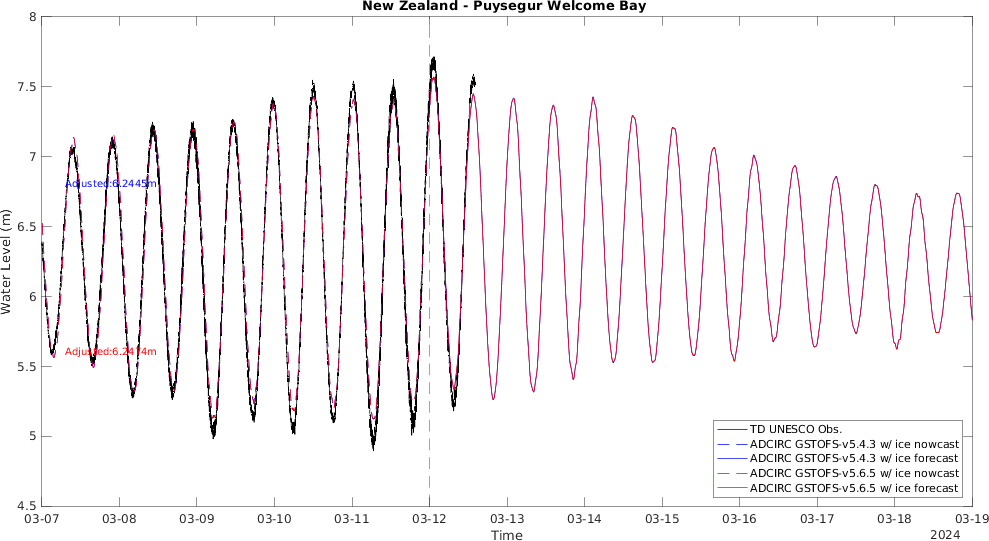 New Zealand - Puysegur Welcome Bay
8
7.5
7
6.5
6
5.5
5
4.5
Water Level (m)
Adjusted:6.2445m
Adjusted:6.2474m
TD UNESCO Obs.
ADCIRC GSTOFS-v5.4.3 w/ ice nowcast
ADCIRC GSTOFS-v5.4.3 w/ ice forecast
ADCIRC GSTOFS-v5.6.5 w/ ice nowcast
ADCIRC GSTOFS-v5.6.5 w/ ice forecast
03-07 03-08 03-09 03-10 03-11 03-12 03-13 03-14 03-15 03-16 03-17 03-18 03-19
Time
2024